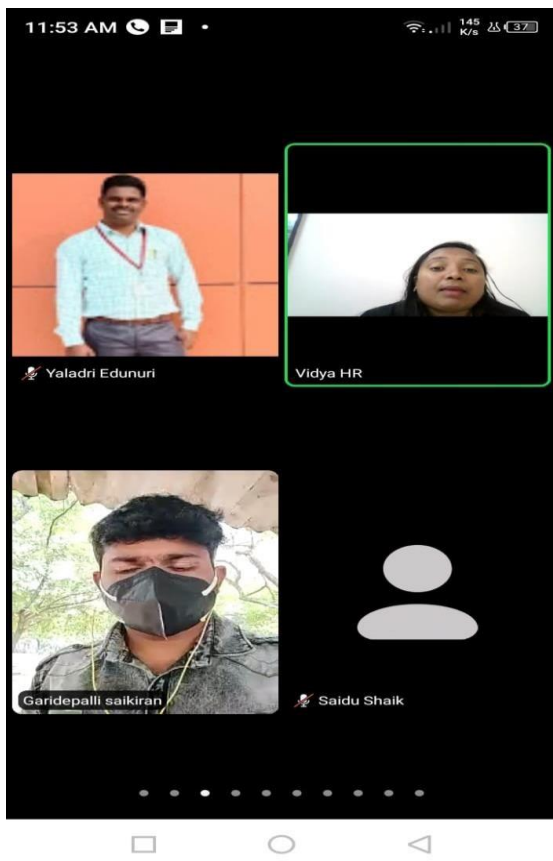 11:53 AM
145
K/s
37
Yaladri Edunuri
Vidya HR
Garidepalli saikiran
Saidu Shaik